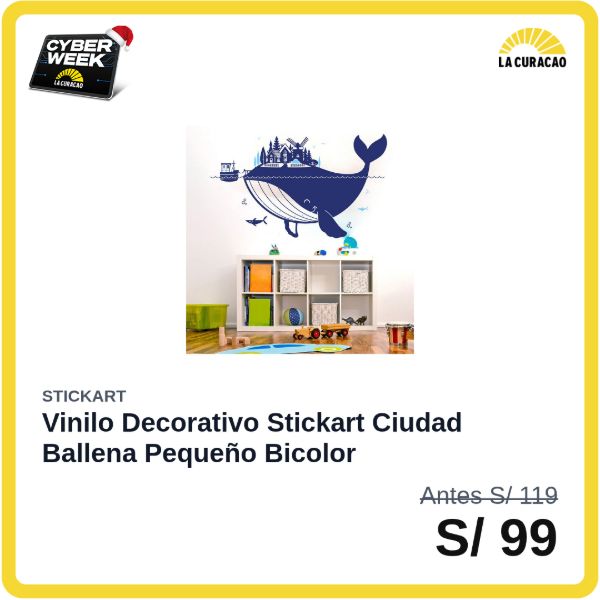 CYBER
WEEK
LA CURACAO
LA CURACAO
STICKART
Vinilo Decorativo Stickart Ciudad
Ballena Pequeño Bicolor
Antes S/ 119
S/ 99